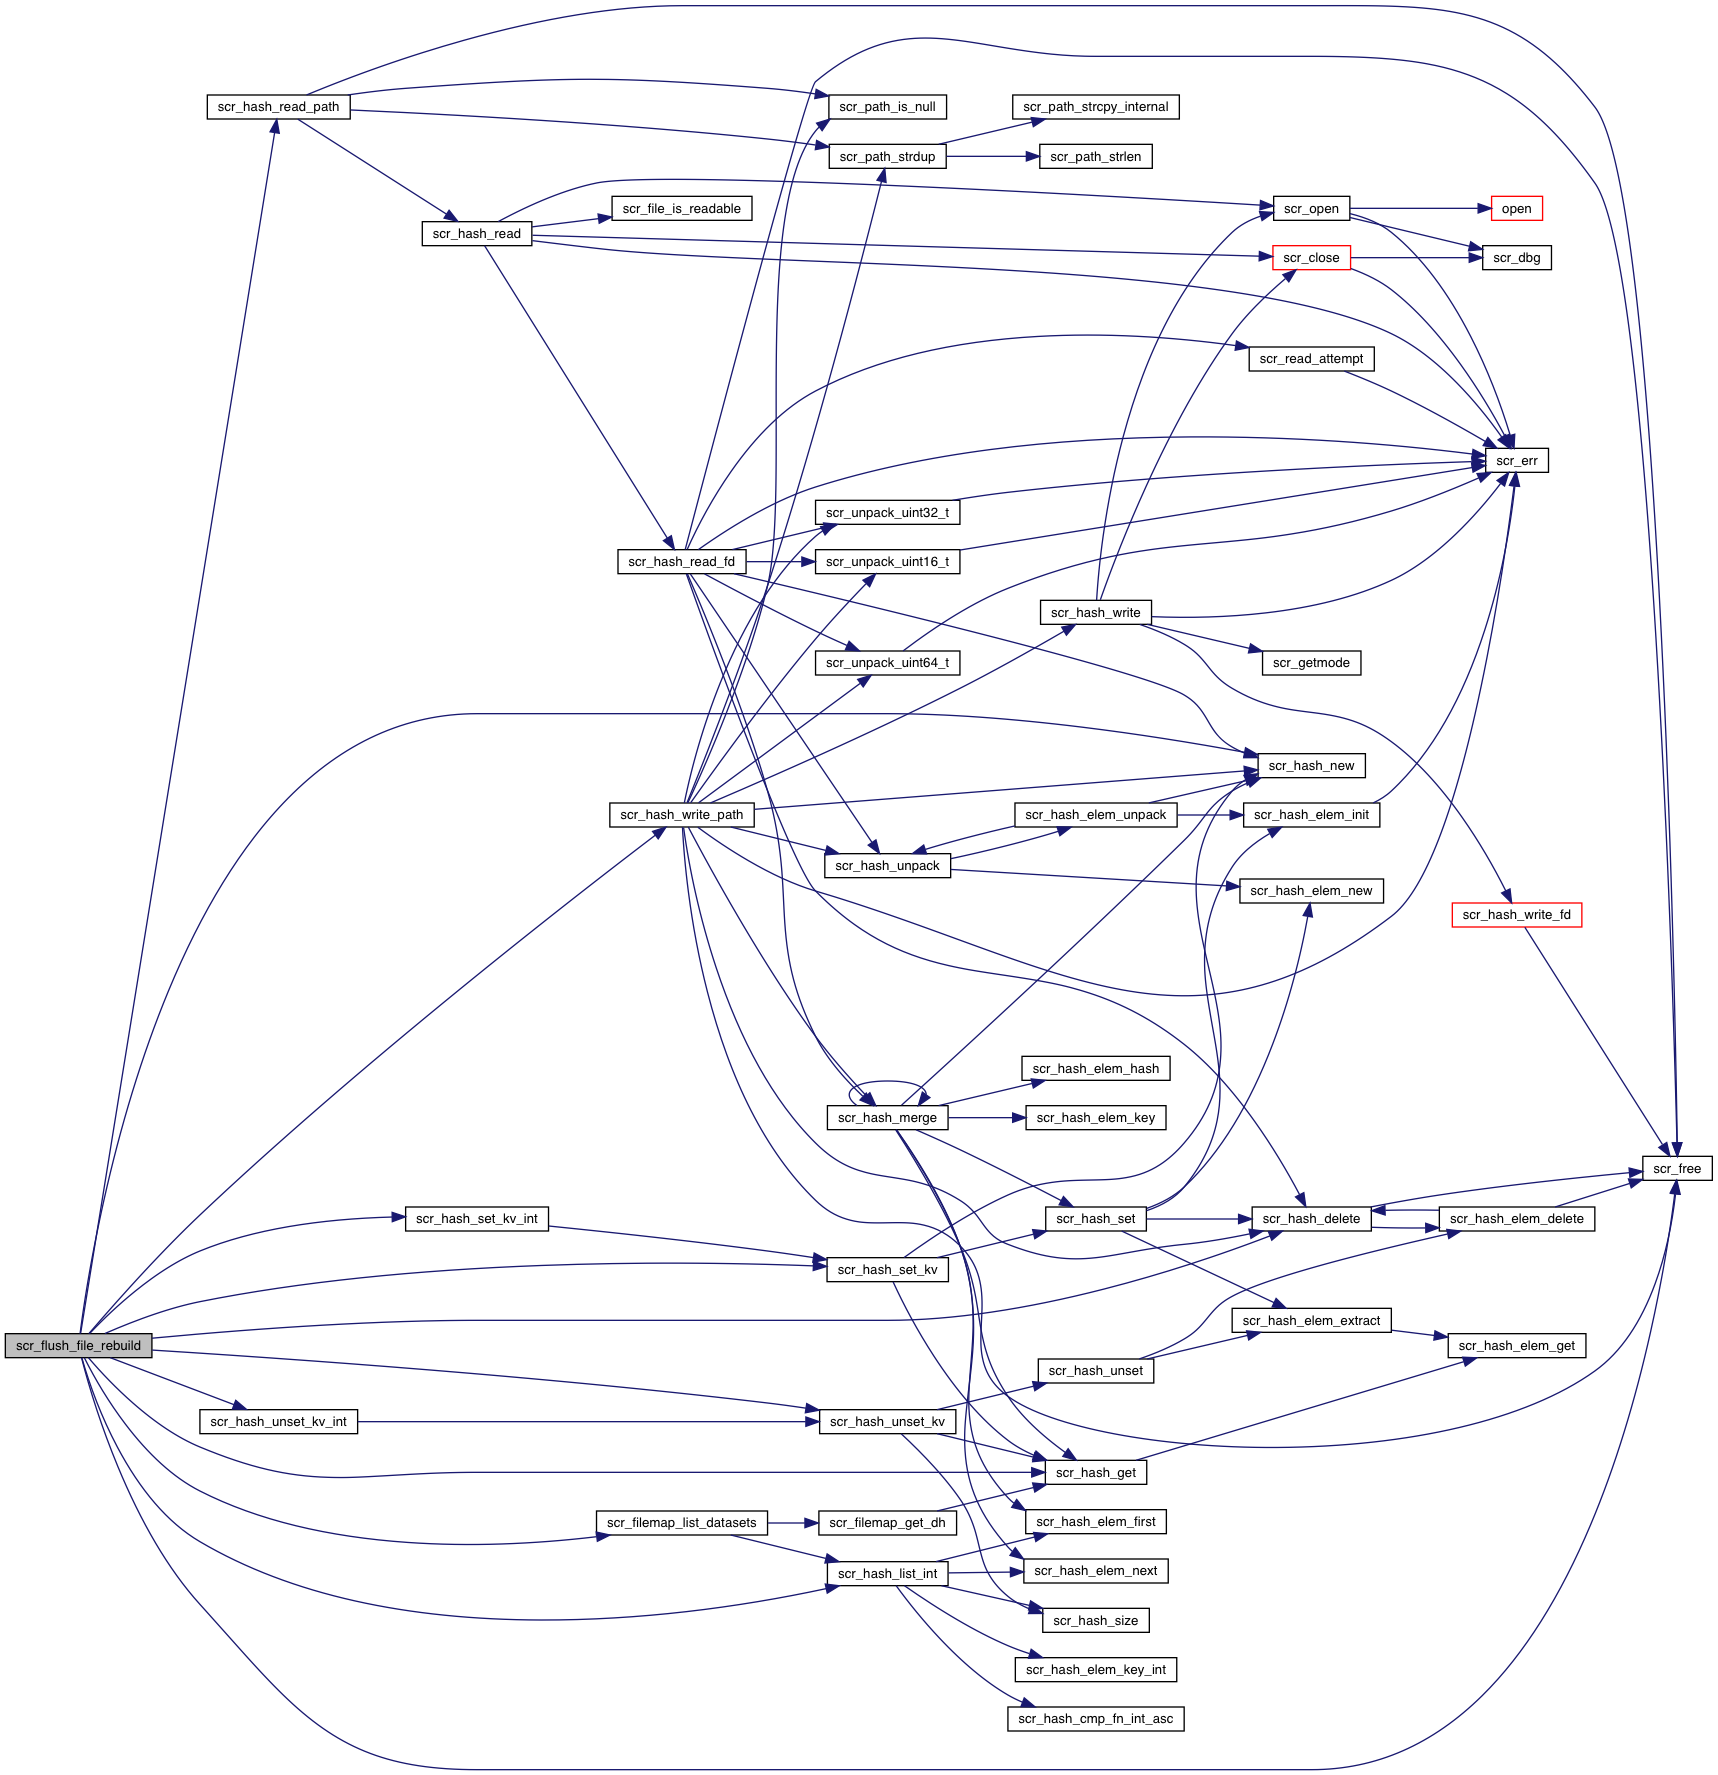 scr_hash_read_path
scr_path_is_null
scr_path_strcpy_internal
scr_path_strdup
scr_path_strlen
scr_file_is_readable
scr_open
open
scr_hash_read
scr_close
scr_dbg
scr_read_attempt
scr_err
scr_unpack_uint32_t
scr_hash_read_fd
scr_unpack_uint16_t
scr_hash_write
scr_unpack_uint64_t
scr_getmode
scr_hash_new
scr_hash_write_path
scr_hash_elem_unpack
scr_hash_elem_init
scr_hash_unpack
scr_hash_elem_new
scr_hash_write_fd
scr_hash_elem_hash
scr_hash_merge
scr_hash_elem_key
scr_free
scr_hash_set_kv_int
scr_hash_set
scr_hash_delete
scr_hash_elem_delete
scr_hash_set_kv
scr_hash_elem_extract
scr_flush_file_rebuild
scr_hash_elem_get
scr_hash_unset
scr_hash_unset_kv_int
scr_hash_unset_kv
scr_hash_get
scr_filemap_list_datasets
scr_filemap_get_dh
scr_hash_elem_first
scr_hash_list_int
scr_hash_elem_next
scr_hash_size
scr_hash_elem_key_int
scr_hash_cmp_fn_int_asc